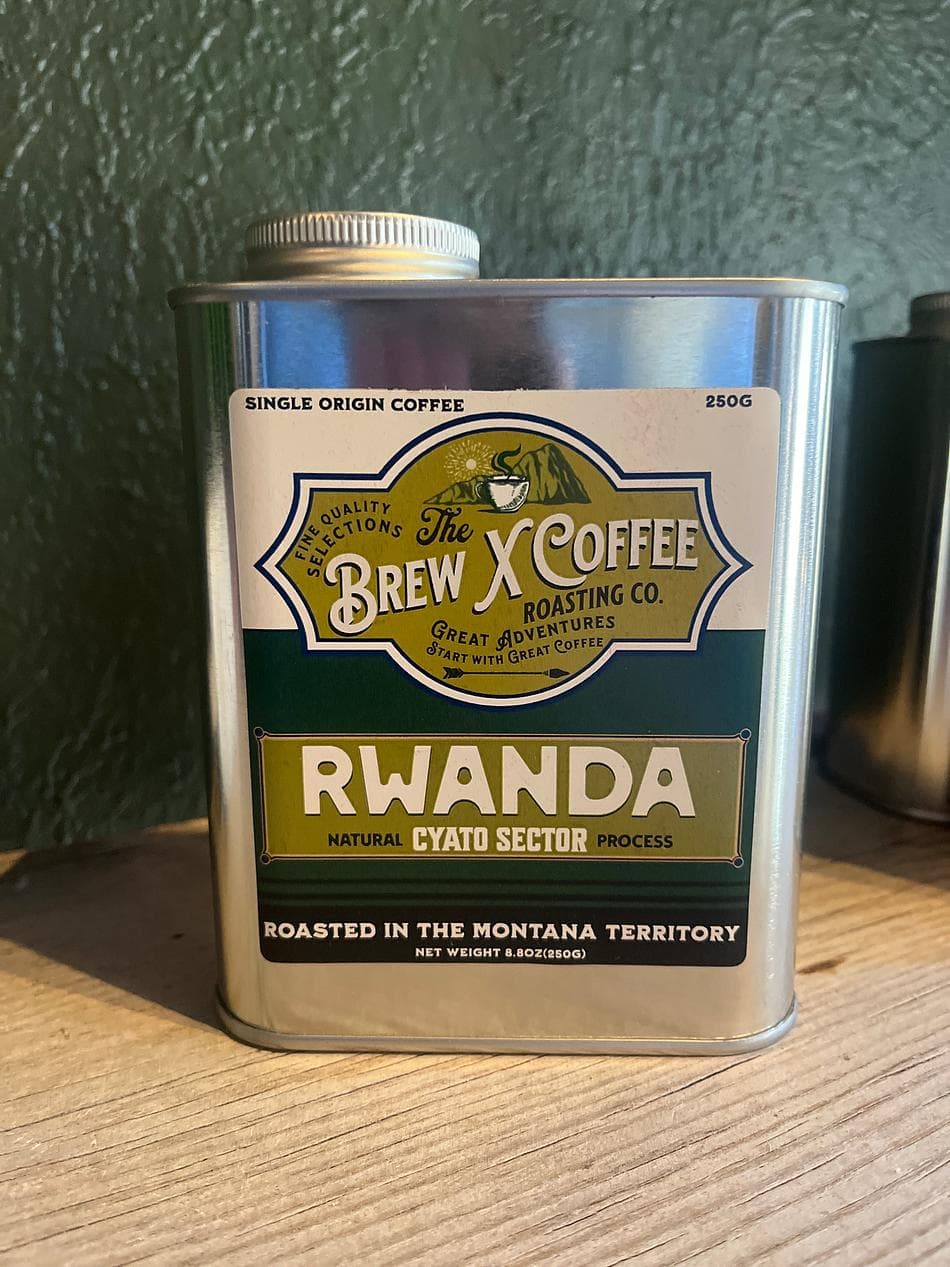 SINGLE ORIGIN COFFEE 250G
FINE QUALITY
SELECTIONS
The
BREW X COFFEE
ROASTING CO.
GREAT ADVENTURES
START WITH GREAT COFFEE
RWANDA
NATURAL CYATO SECTOR PROCESS
ROASTED IN THE MONTANA TERRITORY
NET WEIGHT 8.8OZ(250G)